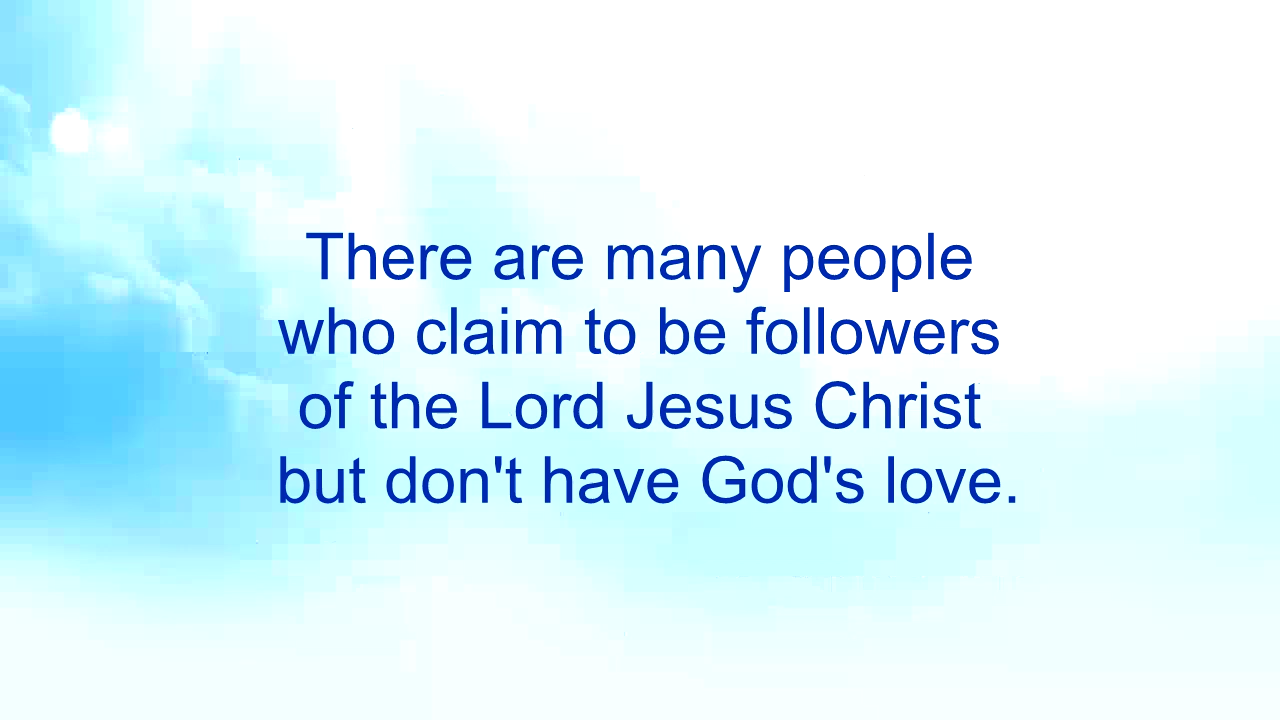 There are many people
who claim to be followers
of the Lord Jesus Christ
but don't have God's love.